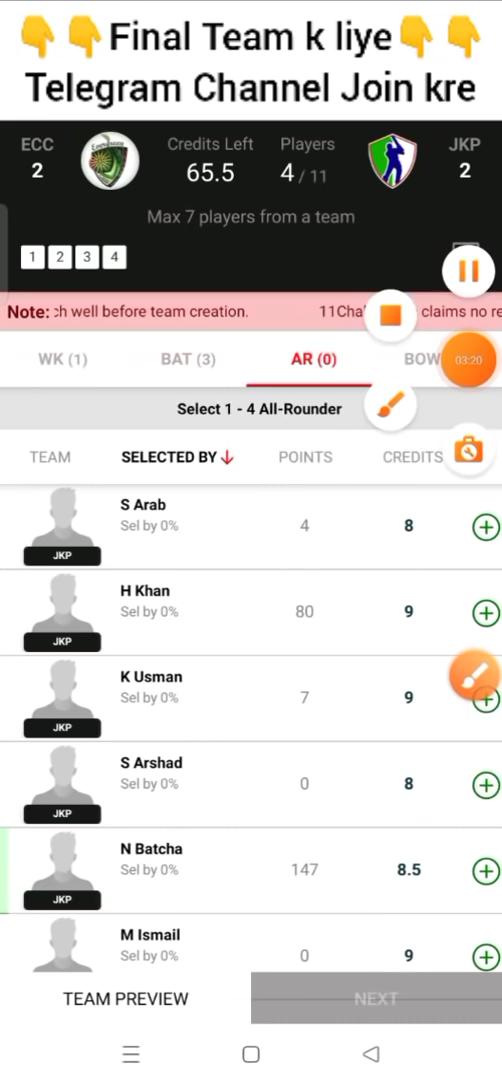 👇👇Final Team k liye👇👇
Telegram Channel Join kre
ECC
2
Credits Left
65.5
Players
4 / 11
JKP
2
Max 7 players from a team
1 2 3 4
Note: :h well before team creation. 11Cha claims no re
WK (1) BAT (3) AR (0) BOW
03:20
Select 1 - 4 All-Rounder
TEAM SELECTED BY POINTS CREDITS
S Arab
Sel by 0%
4 8
JKP
H Khan
Sel by 0%
80 9
JKP
K Usman
Sel by 0%
7 9
JKP
S Arshad
Sel by 0%
0 8
JKP
N Batcha
Sel by 0%
147 8.5
JKP
M Ismail
Sel by 0%
0 9
TEAM PREVIEW NEXT